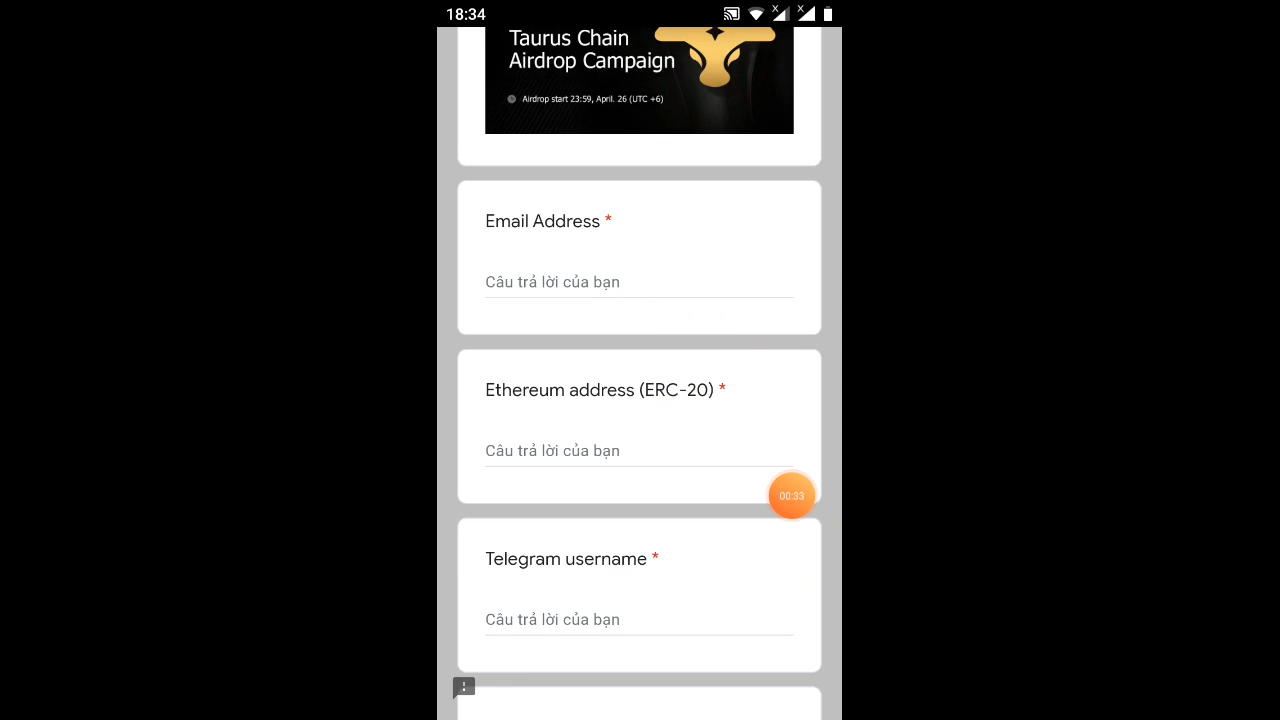 18:34
Taurus Chain
Airdrop Campaign
Airdrop start 23:59, April. 26 (UTC +6)
Email Address *
Câu trả lời của bạn
Ethereum address (ERC-20) *
Câu trả lời của bạn
00:33
Telegram username *
Câu trả lời của bạn